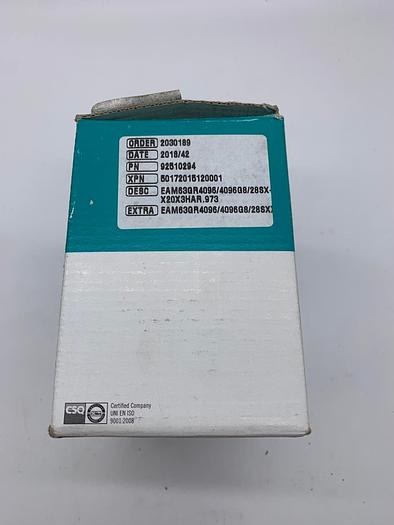 ORDER 2030189
DATE 2018/42
PN 92510294
XPN 50172015120001
DESC EAM63GR4096/4096G8/28SX-
X20X3HAR.973
EXTRA EAM63GR4096/4096G8/28SXX
CSQ Certified Company
UNI EN ISO
9001:2008